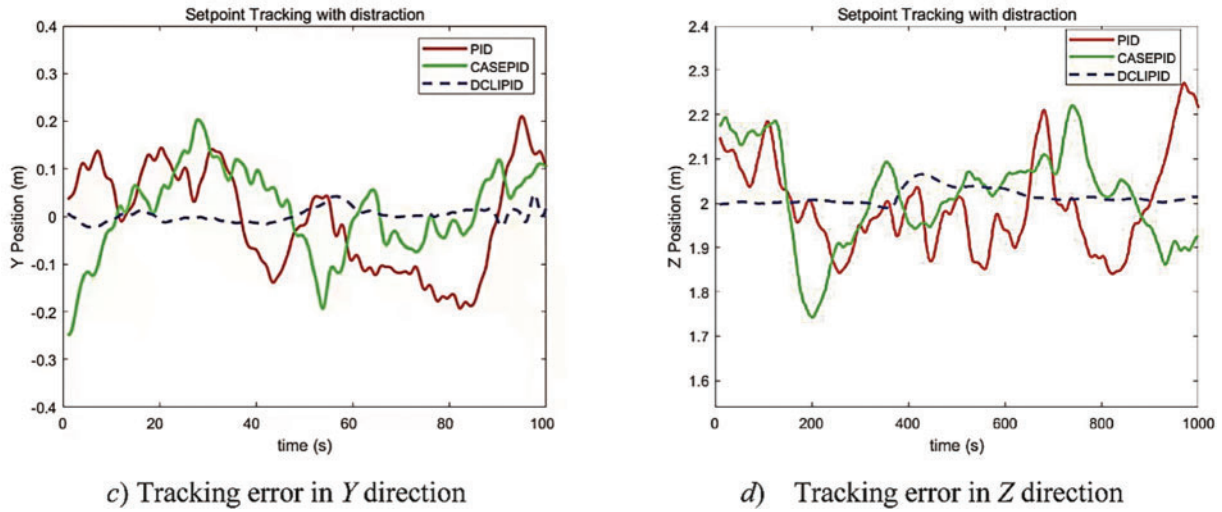 Setpoint Tracking with distraction
0.4
0.3
0.2
0.1
0
-0.1
-0.2
-0.3
-0.4
Y Position (m)
PID
CASEPID
DCLIPID
0 20 40 60 80 100
time (s)
c) Tracking error in Y direction
Setpoint Tracking with distraction
2.4
2.3
2.2
2.1
2
1.9
1.8
1.7
1.6
Z Position (m)
PID
CASEPID
DCLIPID
0 200 400 600 800 1000
time (s)
d) Tracking error in Z direction